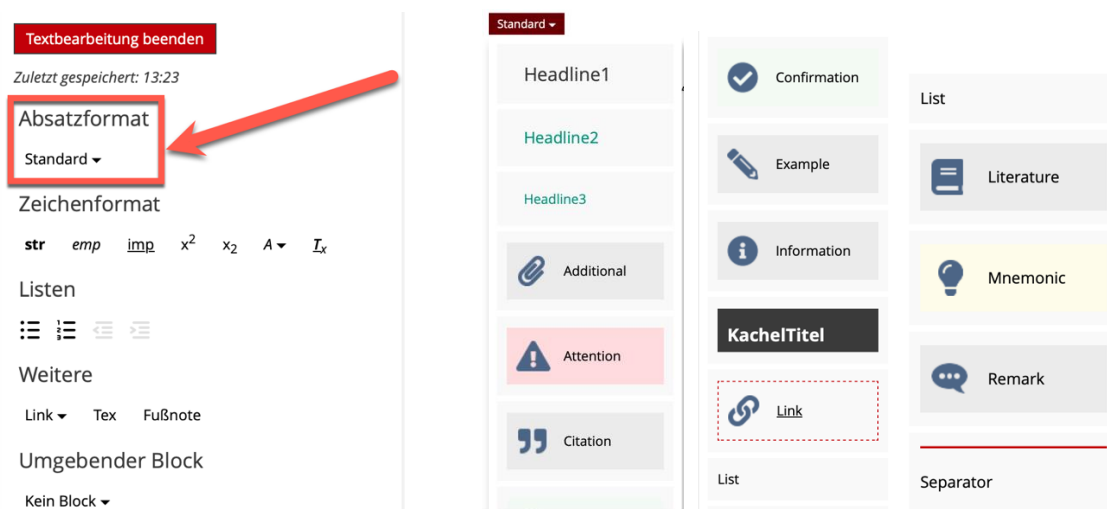 Textbearbeitung beenden
Zuletzt gespeichert: 13:23
Absatzformat
Standard
Zeichenformat
str emp imp x2 x2 A Tx
Listen
Weitere
Link Tex Fußnote
Umgebender Block
Kein Block
Standard
Headline1
Headline2
Headline3
Additional
Attention
Citation
Confirmation
Example
Information
KachelTitel
Link
List
List
Literature
Mnemonic
Remark
Separator